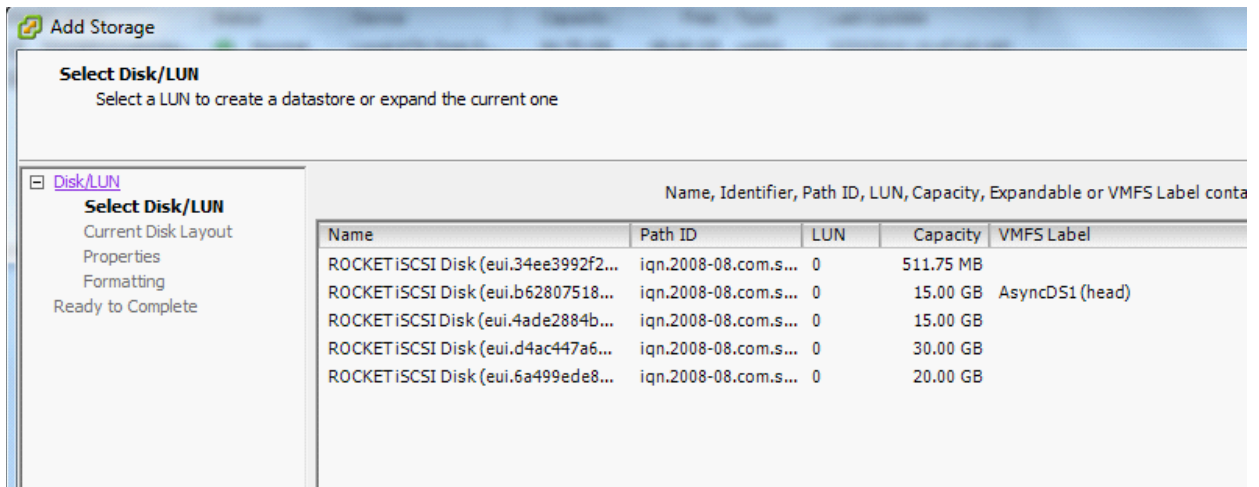 Add Storage
Select Disk/LUN
Select a LUN to create a datastore or expand the current one
Disk/LUN
Select Disk/LUN
Current Disk Layout
Properties
Formatting
Ready to Complete
Name, Identifier, Path ID, LUN, Capacity, Expandable or VMFS Label conta
Name Path ID LUN Capacity VMFS Label
ROCKET iSCSI Disk (eui.34ee3992f2... iqn.2008-08.com.s... 0 511.75 MB
ROCKET iSCSI Disk (eui.b62807518... iqn.2008-08.com.s... 0 15.00 GB AsyncDS1 (head)
ROCKET iSCSI Disk (eui.4ade2884b... iqn.2008-08.com.s... 0 15.00 GB
ROCKET iSCSI Disk (eui.d4ac447a6... iqn.2008-08.com.s... 0 30.00 GB
ROCKET iSCSI Disk (eui.6a499ede8... iqn.2008-08.com.s... 0 20.00 GB